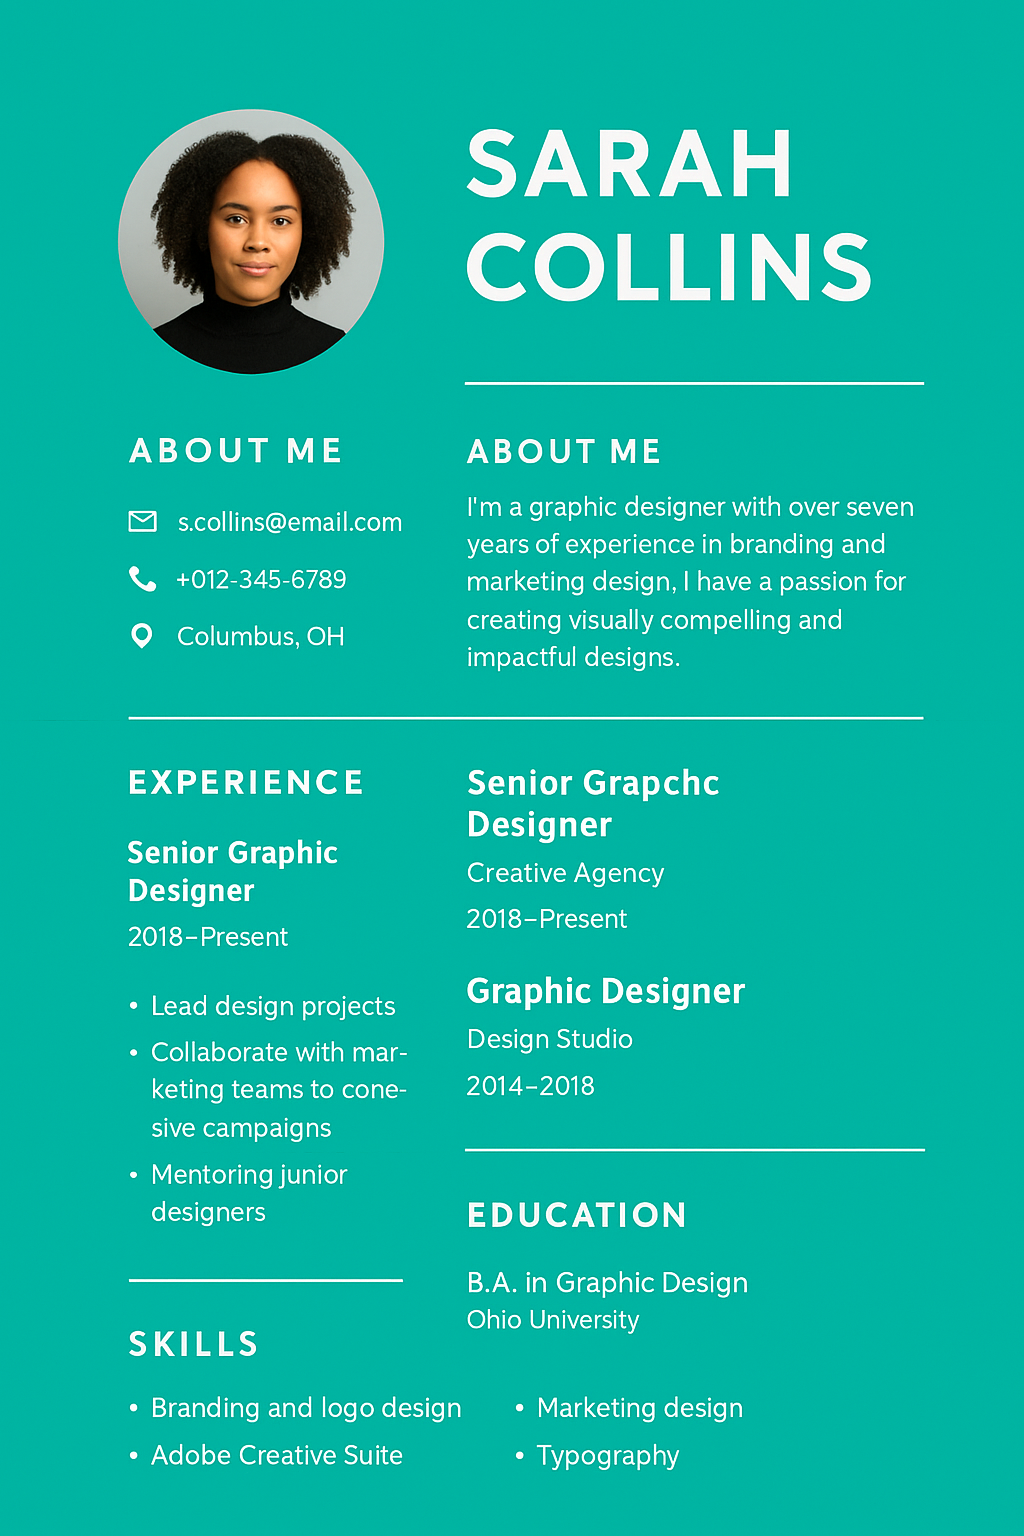 SARAH
COLLINS
ABOUT ME
s.collins@email.com
+012-345-6789
Columbus, OH
ABOUT ME
I'm a graphic designer with over seven
years of experience in branding and
marketing design, I have a passion for
creating visually compelling and
impactful designs.
EXPERIENCE
Senior Graphic
Designer
2018–Present
• Lead design projects
• Collaborate with mar-
keting teams to cone-
sive campaigns
• Mentoring junior
designers
Senior Grapchc
Designer
Creative Agency
2018–Present
Graphic Designer
Design Studio
2014–2018
EDUCATION
B.A. in Graphic Design
Ohio University
SKILLS
• Branding and logo design
• Adobe Creative Suite
• Marketing design
• Typography